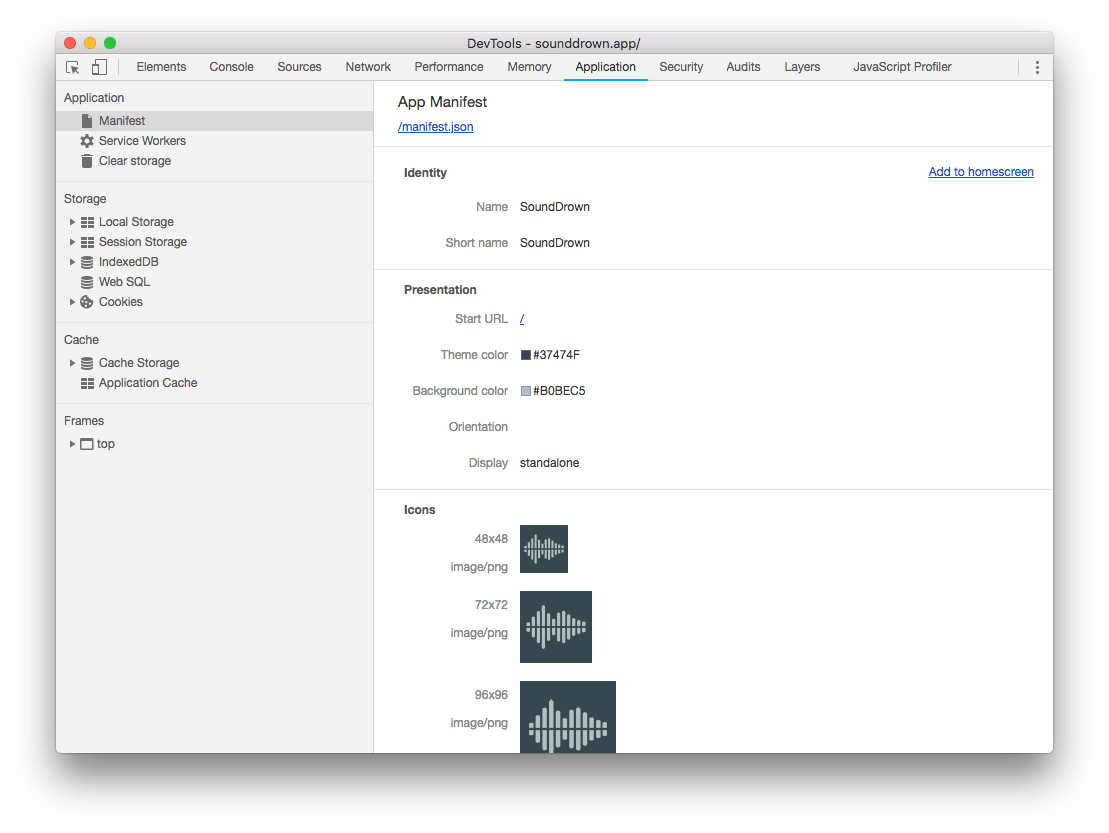 DevTools - sounddrown.app/
Elements Console Sources Network Performance Memory Application Security Audits Layers JavaScript Profiler
Application
Manifest
Service Workers
Clear storage
Storage
Local Storage
Session Storage
IndexedDB
Web SQL
Cookies
Cache
Cache Storage
Application Cache
Frames
top
App Manifest
/manifest.json
Identity Add to homescreen
Name SoundDrown
Short name SoundDrown
Presentation
Start URL /
Theme color #37474F
Background color #B0BEC5
Orientation
Display standalone
Icons
48x48
image/png
72x72
image/png
96x96
image/png